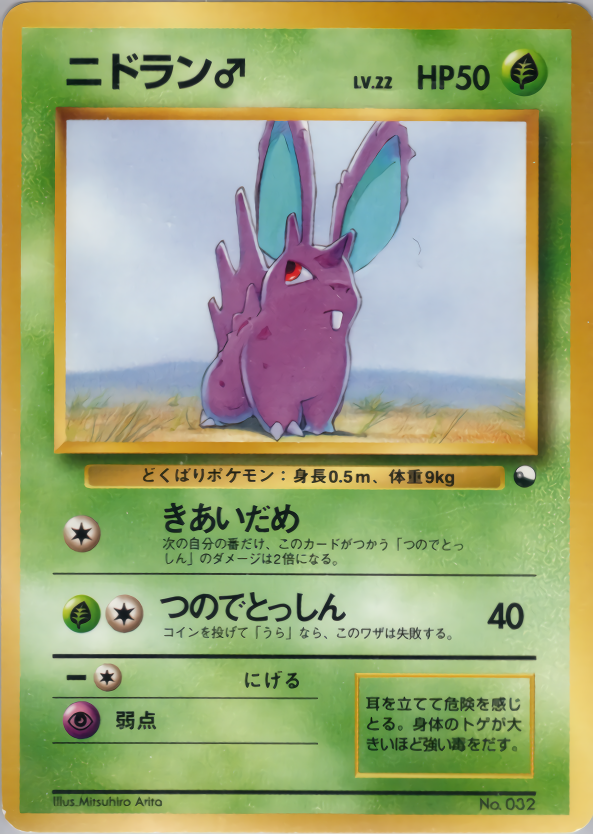 ニドラン♂ LV.22 HP50
どくばりポケモン：身長0.5m、体重9kg
きあいだめ
次の自分の番だけ、このカードがつかう「つのでとっ
しん」のダメージは2倍になる。
つのでとっしん 40
コインを投げて「うら」なら、このワザは失敗する。
にげる
弱点
耳を立てて危険を感じ
とる。身体のトゲが大
きいほど強い毒をだす。
Illus.Mitsuhiro Arita No. 032